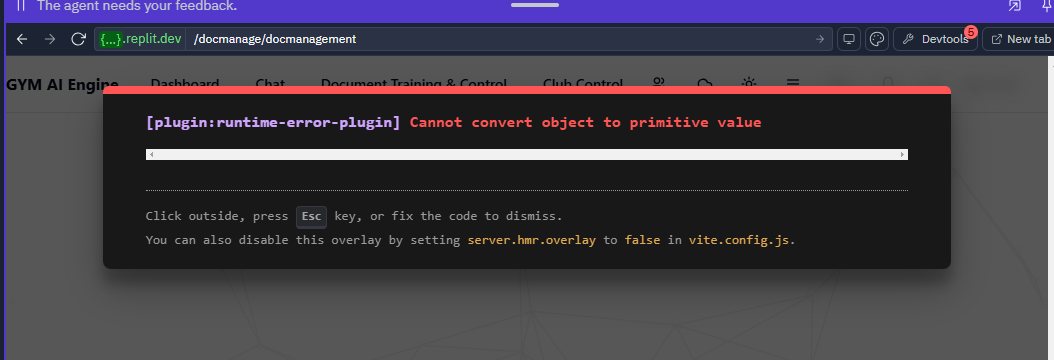 The agent needs your feedback.
{...}.replit.dev /docmanage/docmanagement Devtools 5 New tab
GYM AI Engine Dashboard Chat Document Training & Control Club Control
[plugin:runtime-error-plugin] Cannot convert object to primitive value
Click outside, press Esc key, or fix the code to dismiss.
You can also disable this overlay by setting server.hmr.overlay to false in vite.config.js.